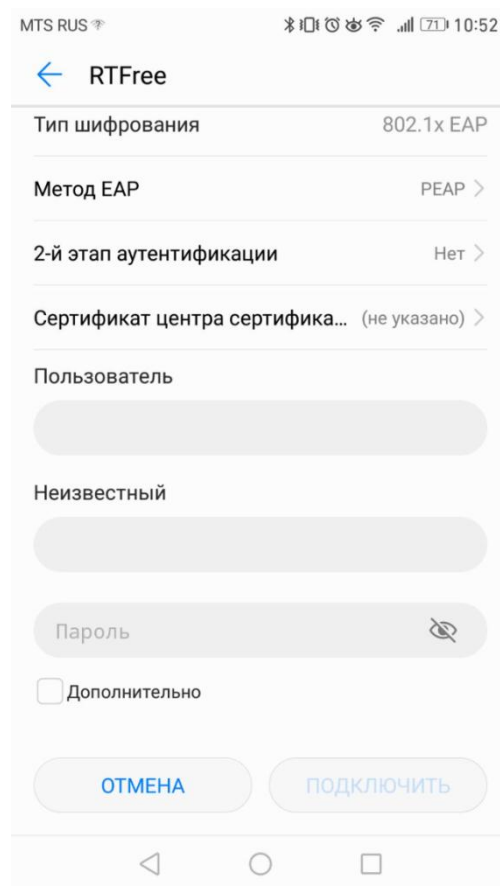 MTS RUS 71 10:52
RTFree
Тип шифрования 802.1x EAP
Метод EAP PEAP
2-й этап аутентификации Нет
Сертификат центра сертифика... (не указано)
Пользователь
Неизвестный
Пароль
Дополнительно
ОТМЕНА ПОДКЛЮЧИТЬ